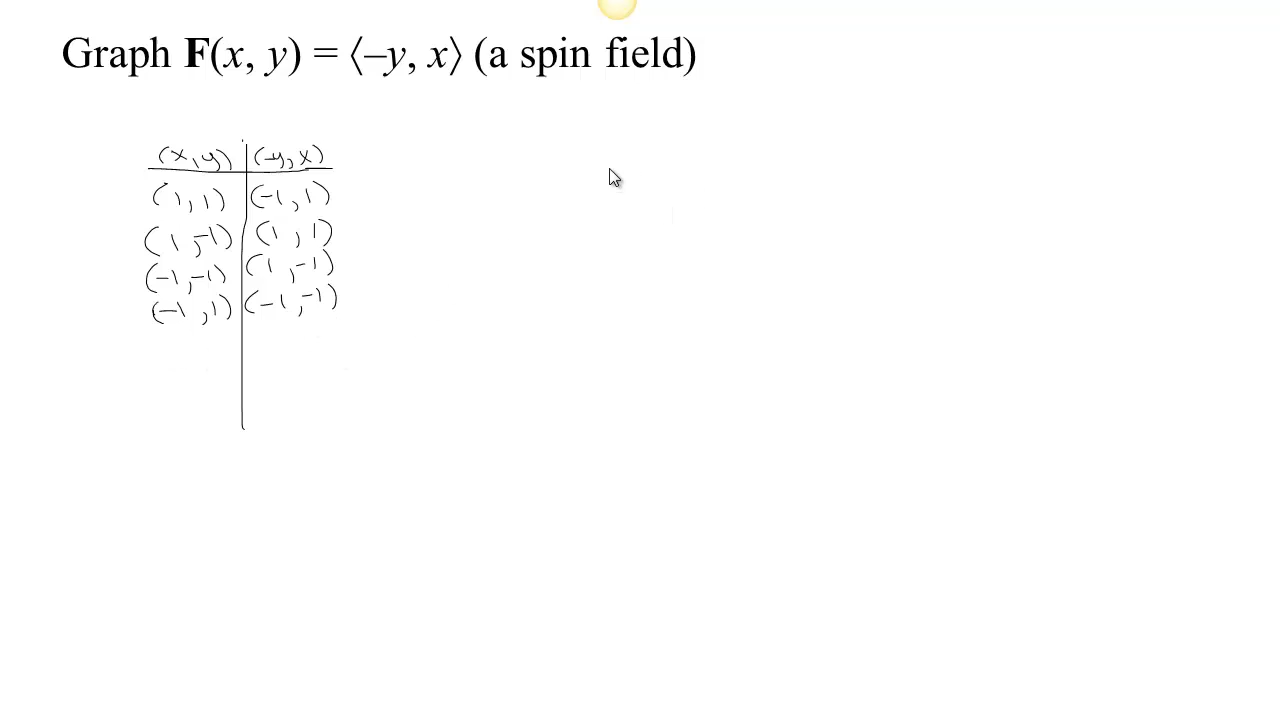 Graph F(x, y) = ⟨–y, x⟩ (a spin field)
(x, y) (-y, x)
(1, 1) (-1, 1)
(1, -1) (1, 1)
(-1, -1) (1, -1)
(-1, 1) (-1, -1)